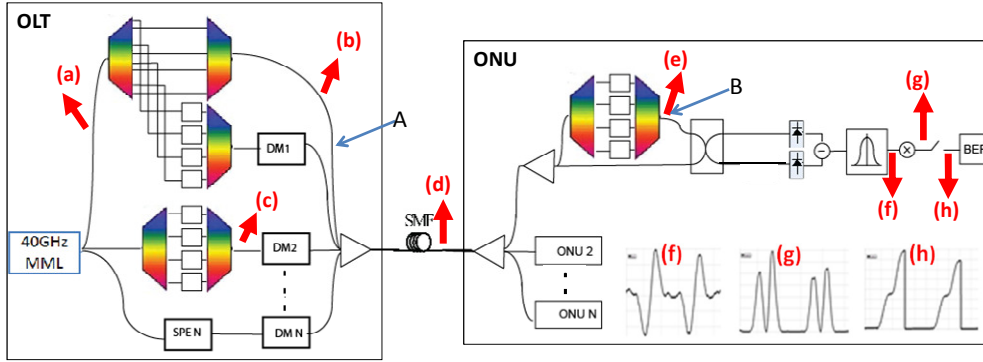 OLT
(a)
(b)
A
DM1
(c)
40GHz
MML
DM2
SPE N
DM N
SMF
(d)
ONU
(e)
B
(g)
BER
(f)
(h)
ONU 2
ONU N
(f)
(g)
(h)